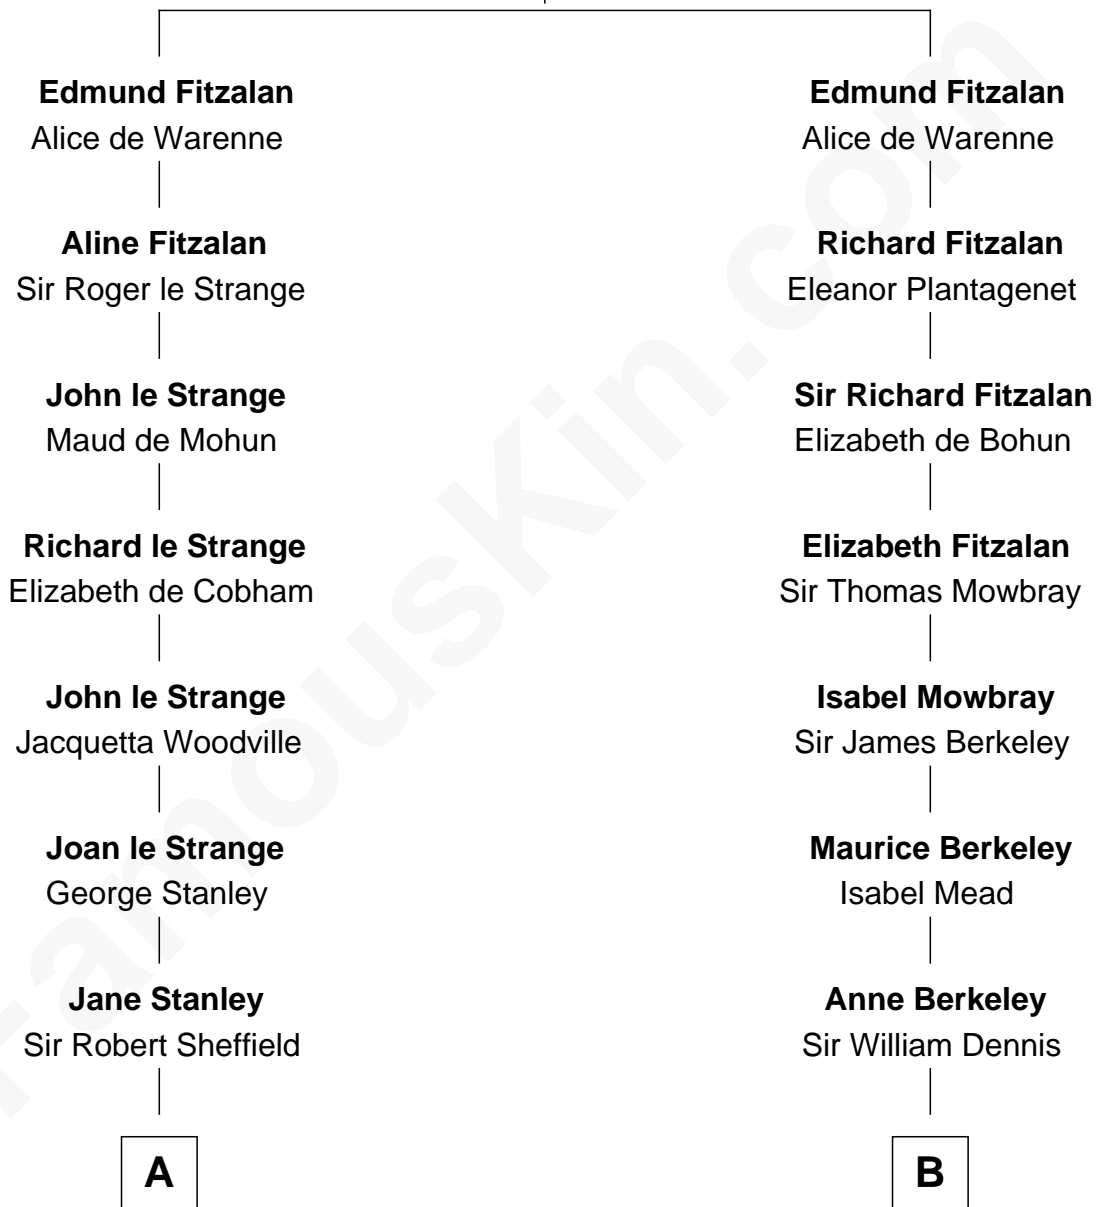 Edmund Fitzalan
Alice de Warenne
Aline Fitzalan
Sir Roger le Strange
John le Strange
Maud de Mohun
Richard le Strange
Elizabeth de Cobham
John le Strange
Jacquetta Woodville
Joan le Strange
George Stanley
Jane Stanley
Sir Robert Sheffield
A
Edmund Fitzalan
Alice de Warenne
Richard Fitzalan
Eleanor Plantagenet
Sir Richard Fitzalan
Elizabeth de Bohun
Elizabeth Fitzalan
Sir Thomas Mowbray
Isabel Mowbray
Sir James Berkeley
Maurice Berkeley
Isabel Mead
Anne Berkeley
Sir William Dennis
B
FamousKin.com